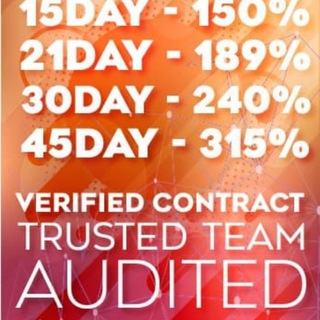 15DAY - 150%
21DAY - 189%
30DAY - 240%
45DAY - 315%
VERIFIED CONTRACT
TRUSTED TEAM
AUDITED